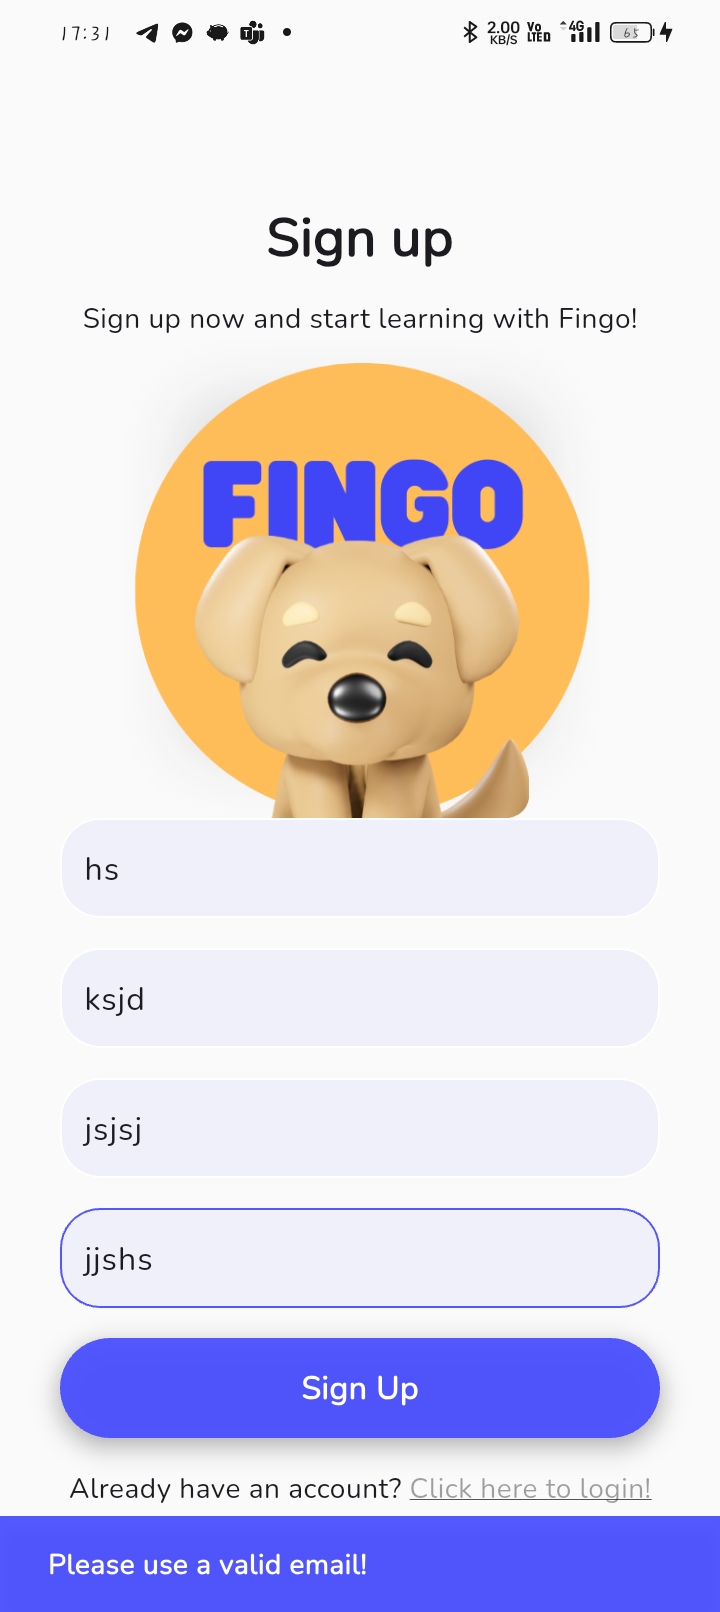 17:31 2.00 KB/S Vo LTE 4G 65
Sign up
Sign up now and start learning with Fingo!
FINGO
hs
ksjd
jsjsj
jjshs
Sign Up
Already have an account? Click here to login!
Please use a valid email!